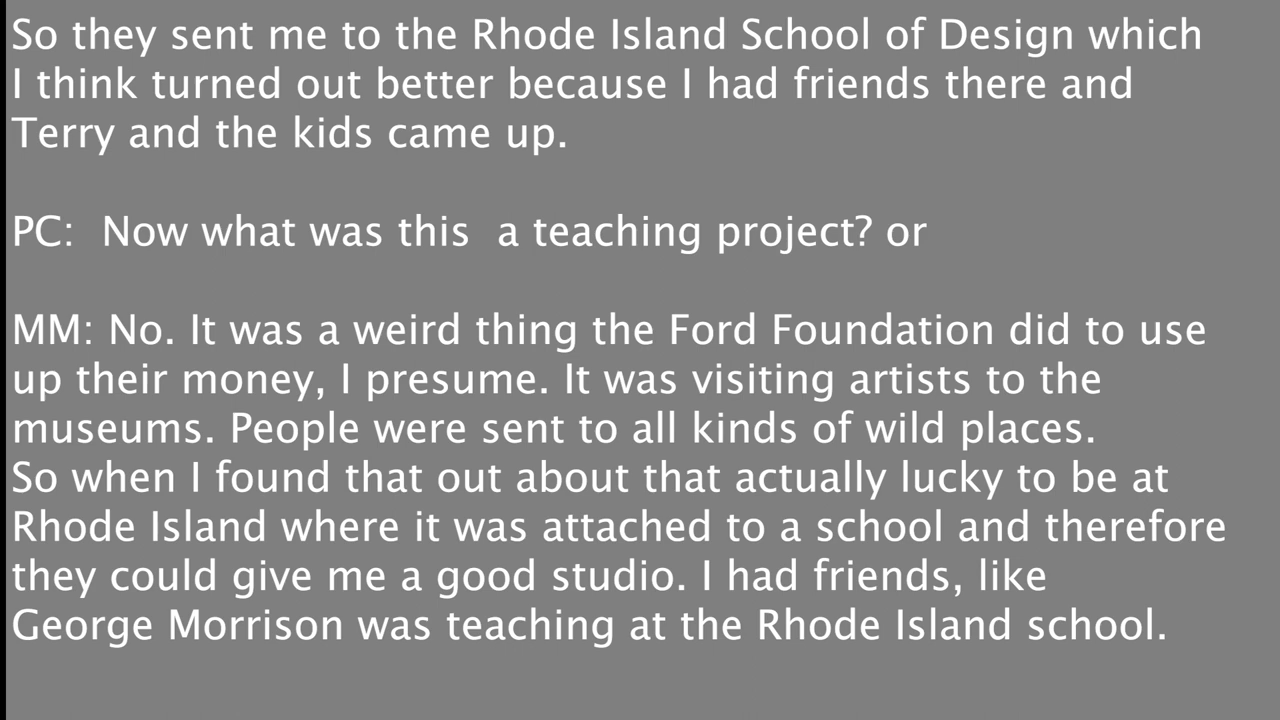 So they sent me to the Rhode Island School of Design which
I think turned out better because I had friends there and
Terry and the kids came up.
PC:  Now what was this  a teaching project? or
MM: No. It was a weird thing the Ford Foundation did to use
up their money, I presume. It was visiting artists to the
museums. People were sent to all kinds of wild places.
So when I found that out about that actually lucky to be at
Rhode Island where it was attached to a school and therefore
they could give me a good studio. I had friends, like
George Morrison was teaching at the Rhode Island school.